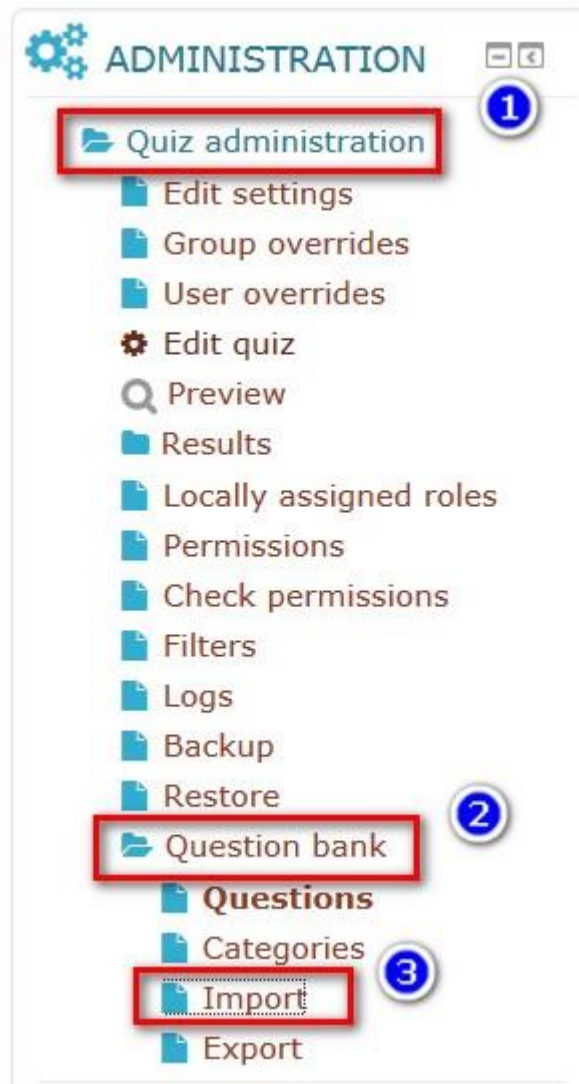 ADMINISTRATION
1
Quiz administration
Edit settings
Group overrides
User overrides
Edit quiz
Preview
Results
Locally assigned roles
Permissions
Check permissions
Filters
Logs
Backup
Restore
2
Question bank
Questions
Categories
3
Import
Export